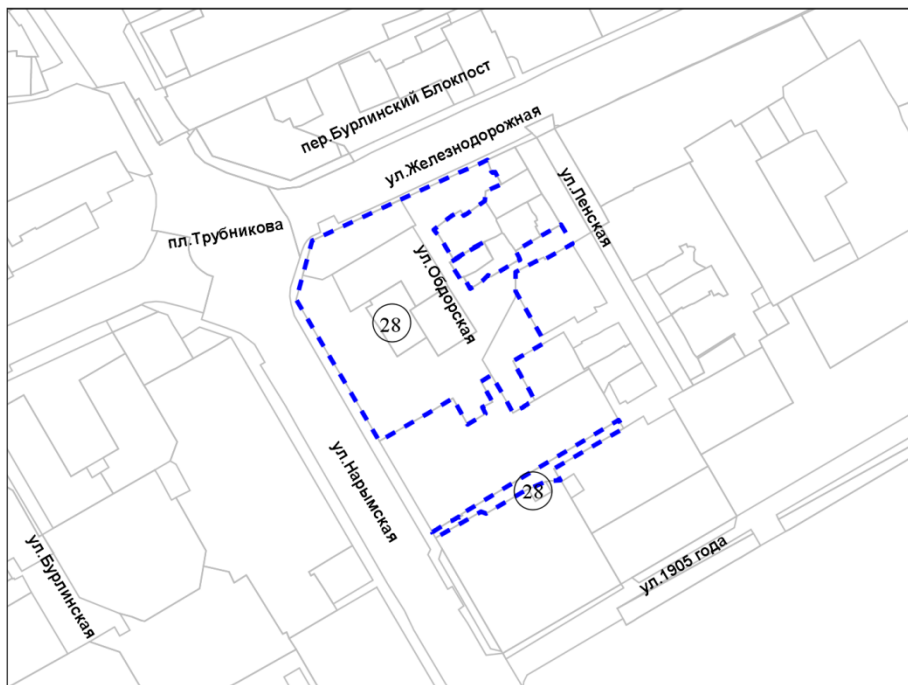 пер.Бурлинский Блокпост
ул.Железнодорожная
ул.Ленская
пл.Трубникова
ул.Обдорская
28
ул.Нарымская
28
ул.Бурлинская
ул.1905 года